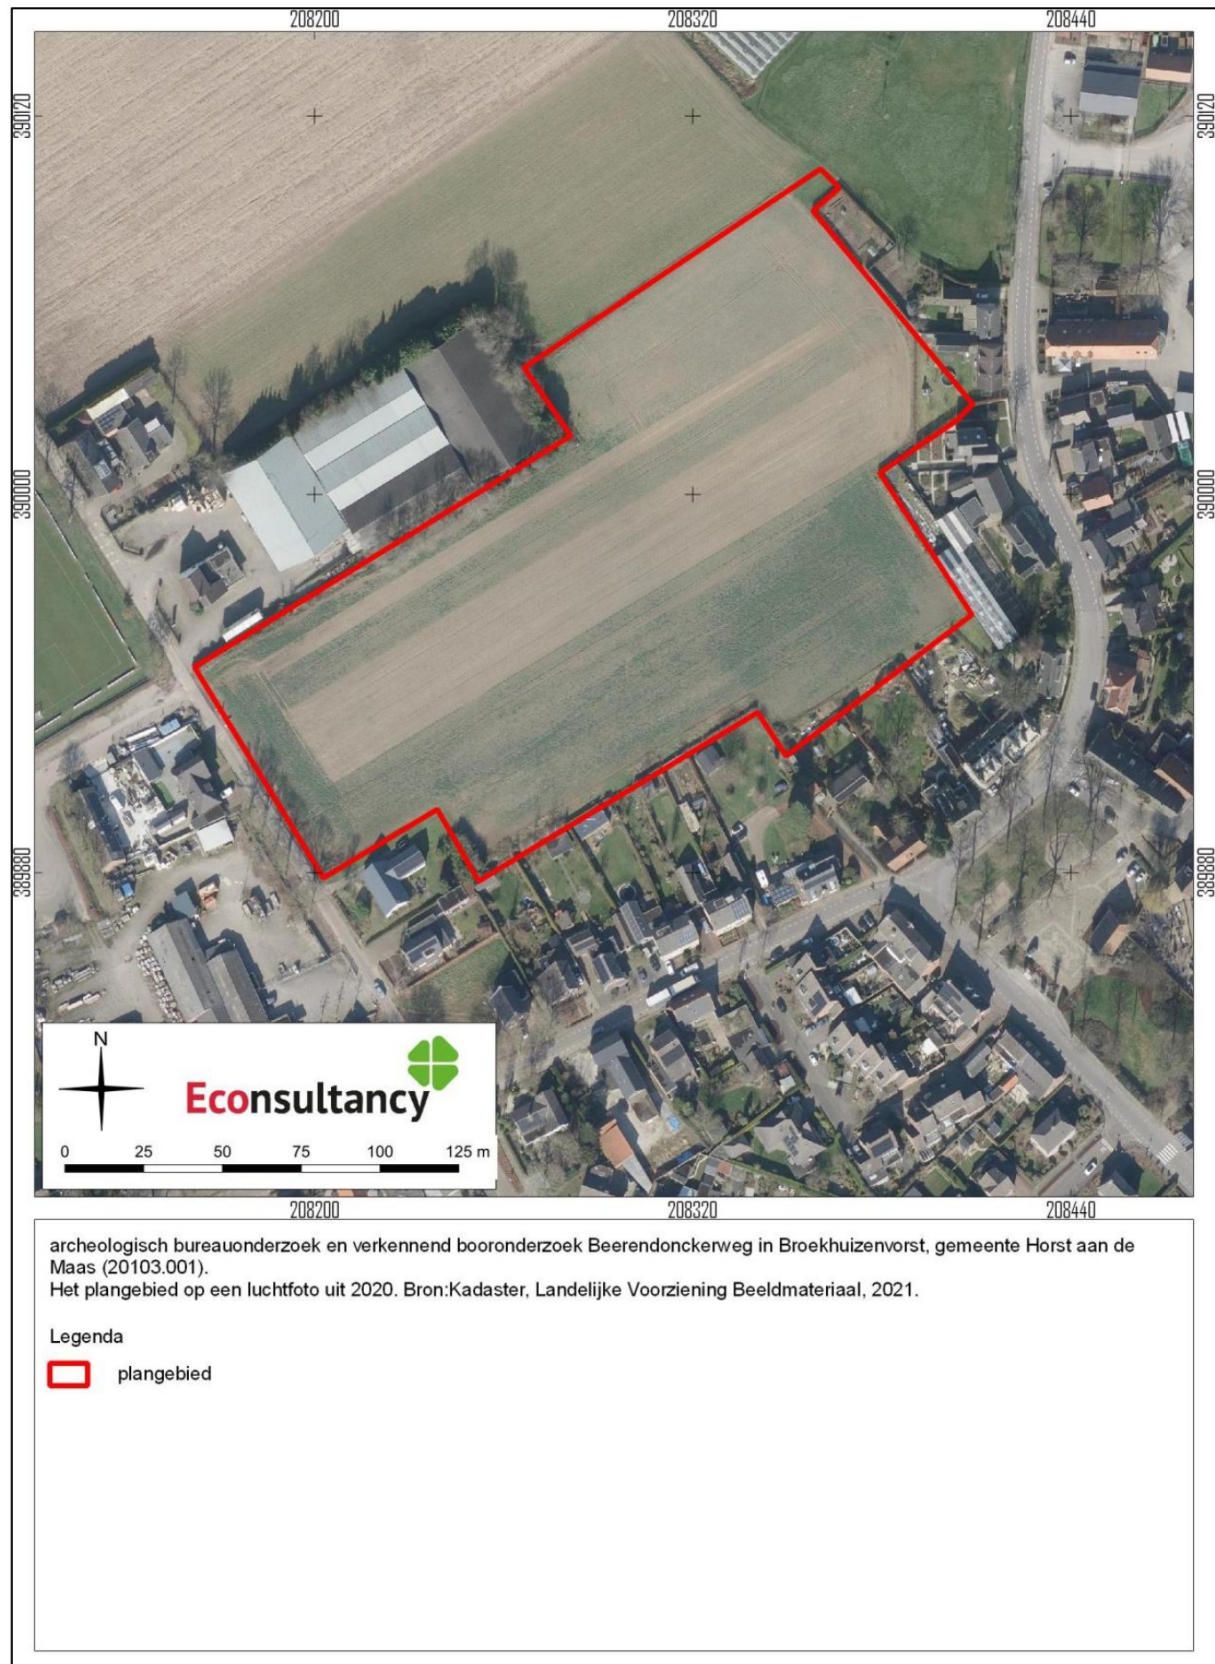 208200 208320 208440
390120 390120
390000 390000
389880 389880
N
Econsultancy
0 25 50 75 100 125 m
208200 208320 208440
archeologisch bureauonderzoek en verkennend booronderzoek Beerendonckerweg in Broekhuizenvorst, gemeente Horst aan de
Maas (20103.001).
Het plangebied op een luchtfoto uit 2020. Bron:Kadaster, Landelijke Voorziening Beeldmateriaal, 2021.
Legenda
plangebied